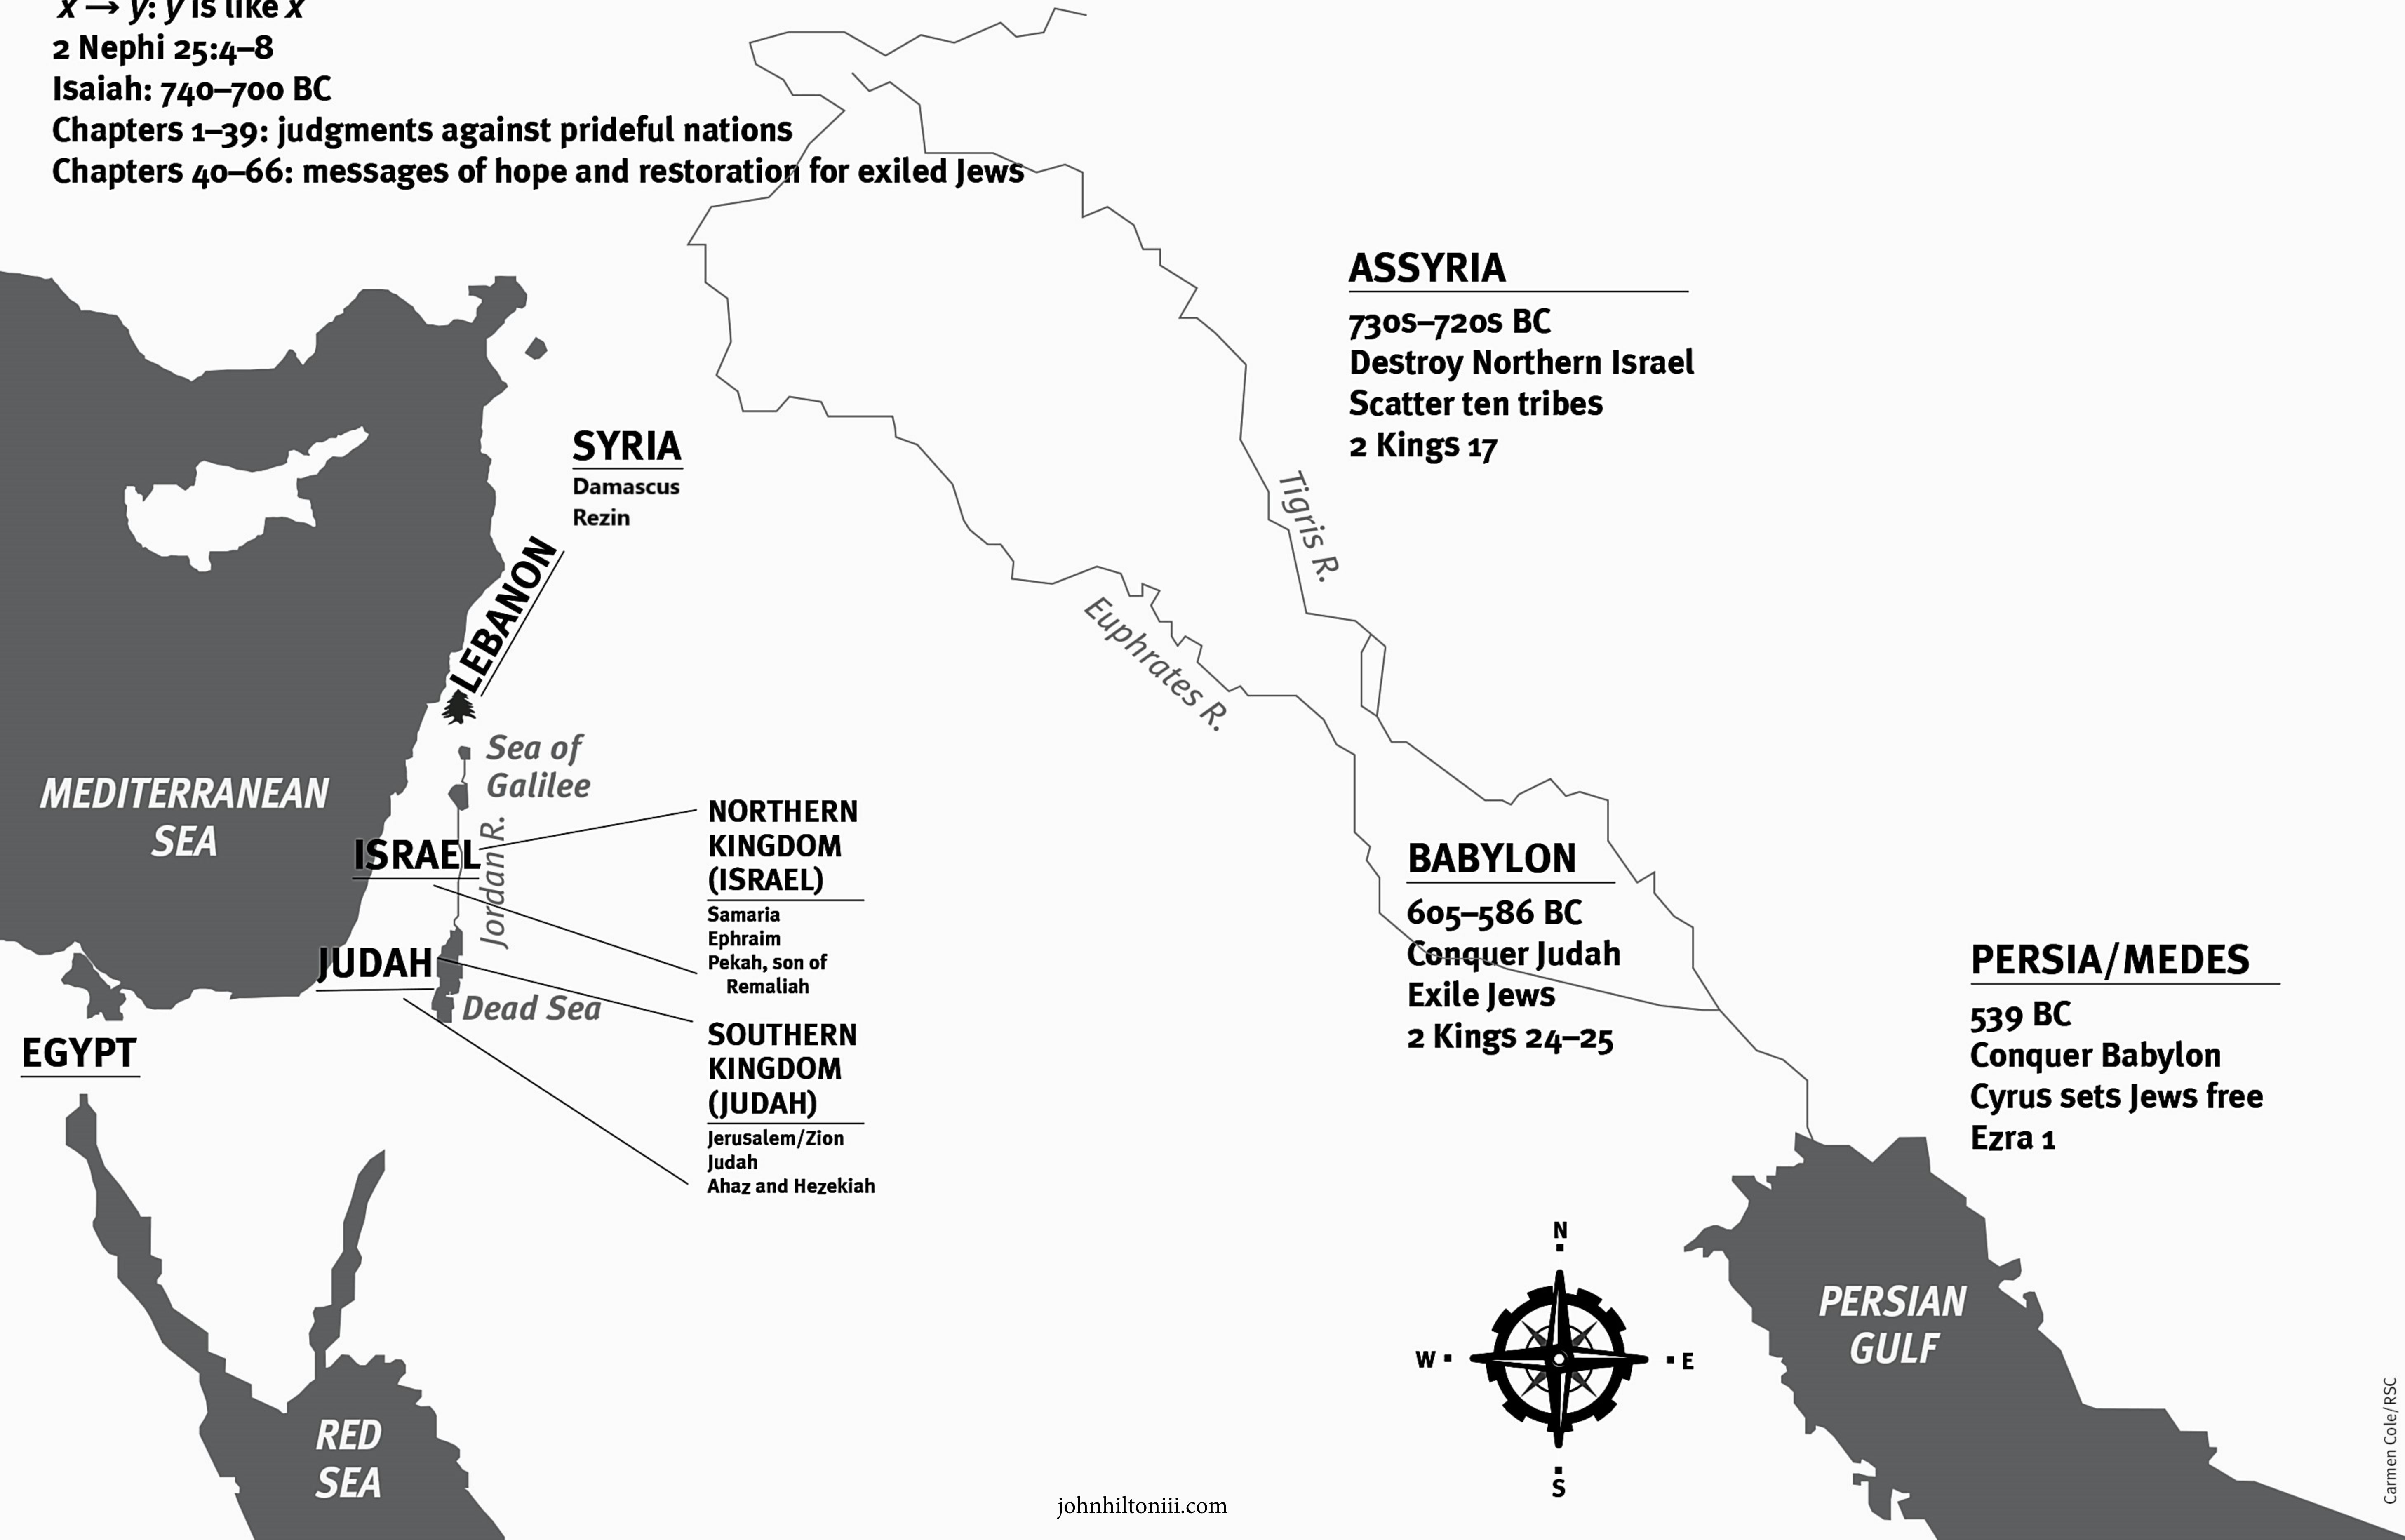 x → y: y is like x
2 Nephi 25:4–8
Isaiah: 740–700 BC
Chapters 1–39: judgments against prideful nations
Chapters 40–66: messages of hope and restoration for exiled Jews
ASSYRIA
730s–720s BC
Destroy Northern Israel
Scatter ten tribes
2 Kings 17
SYRIA
Damascus
Rezin
LEBANON
Tigris R.
Euphrates R.
Sea of
Galilee
MEDITERRANEAN
SEA
ISRAEL
Jordan R.
NORTHERN
KINGDOM
(ISRAEL)
Samaria
Ephraim
Pekah, son of
Remaliah
JUDAH
Dead Sea
SOUTHERN
KINGDOM
(JUDAH)
Jerusalem/Zion
Judah
Ahaz and Hezekiah
EGYPT
BABYLON
605–586 BC
Conquer Judah
Exile Jews
2 Kings 24–25
PERSIA/MEDES
539 BC
Conquer Babylon
Cyrus sets Jews free
Ezra 1
N
W
E
S
PERSIAN
GULF
RED
SEA
johnhiltoniii.com
Carmen Cole/RSC